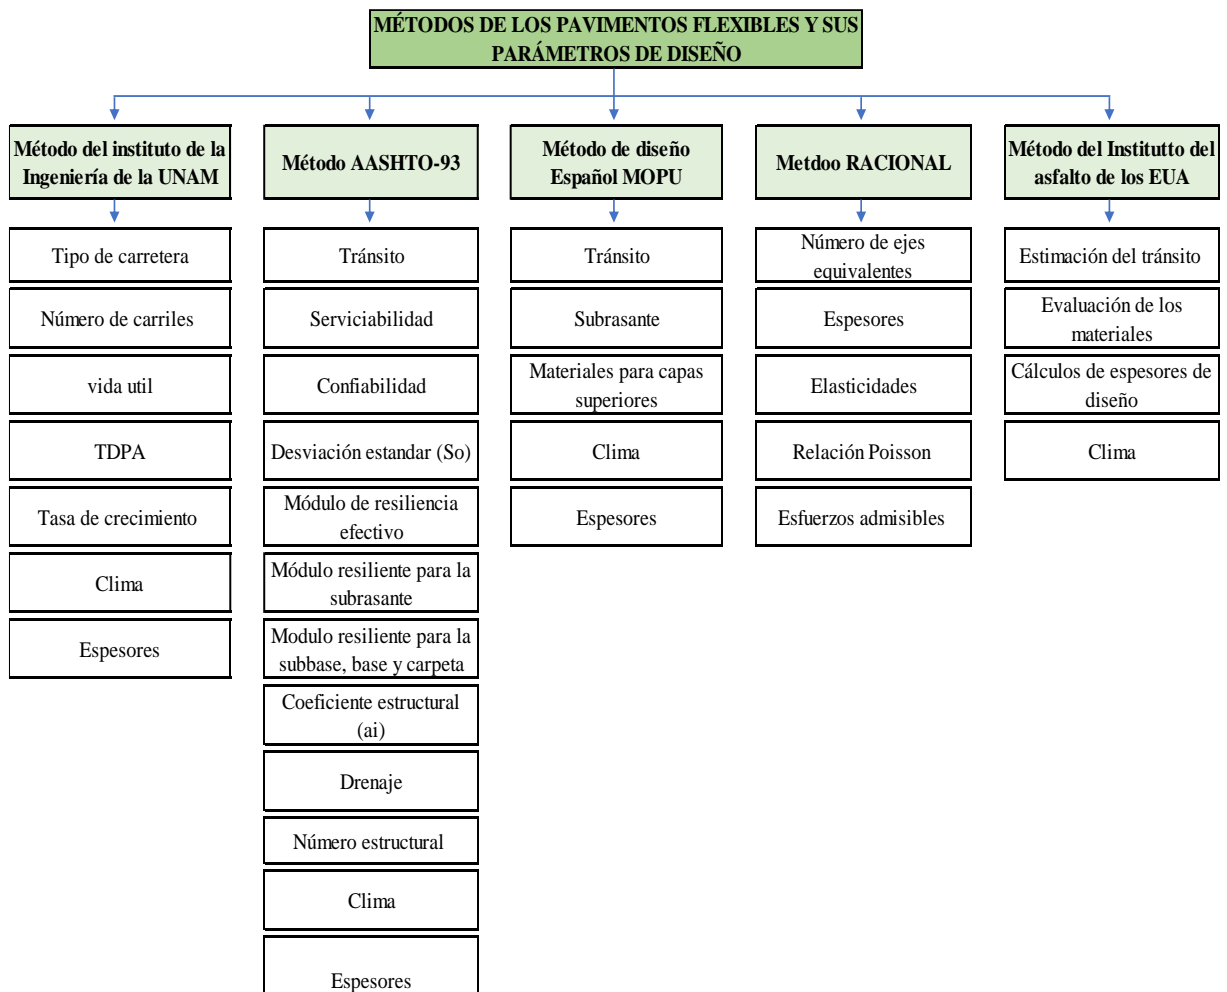 MÉTODOS DE LOS PAVIMENTOS FLEXIBLES Y SUS
PARÁMETROS DE DISEÑO
Método del instituto de la
Ingeniería de la UNAM
Tipo de carretera
Número de carriles
vida util
TDPA
Tasa de crecimiento
Clima
Espesores
Método AASHTO-93
Tránsito
Serviciabilidad
Confiabilidad
Desviación estandar (So)
Módulo de resiliencia
efectivo
Módulo resiliente para la
subrasante
Modulo resiliente para la
subbase, base y carpeta
Coeficiente estructural
(ai)
Drenaje
Número estructural
Clima
Espesores
Método de diseño
Español MOPU
Tránsito
Subrasante
Materiales para capas
superiores
Clima
Espesores
Metdoo RACIONAL
Número de ejes
equivalentes
Espesores
Elasticidades
Relación Poisson
Esfuerzos admisibles
Método del Institutto del
asfalto de los EUA
Estimación del tránsito
Evaluación de los
materiales
Cálculos de espesores de
diseño
Clima